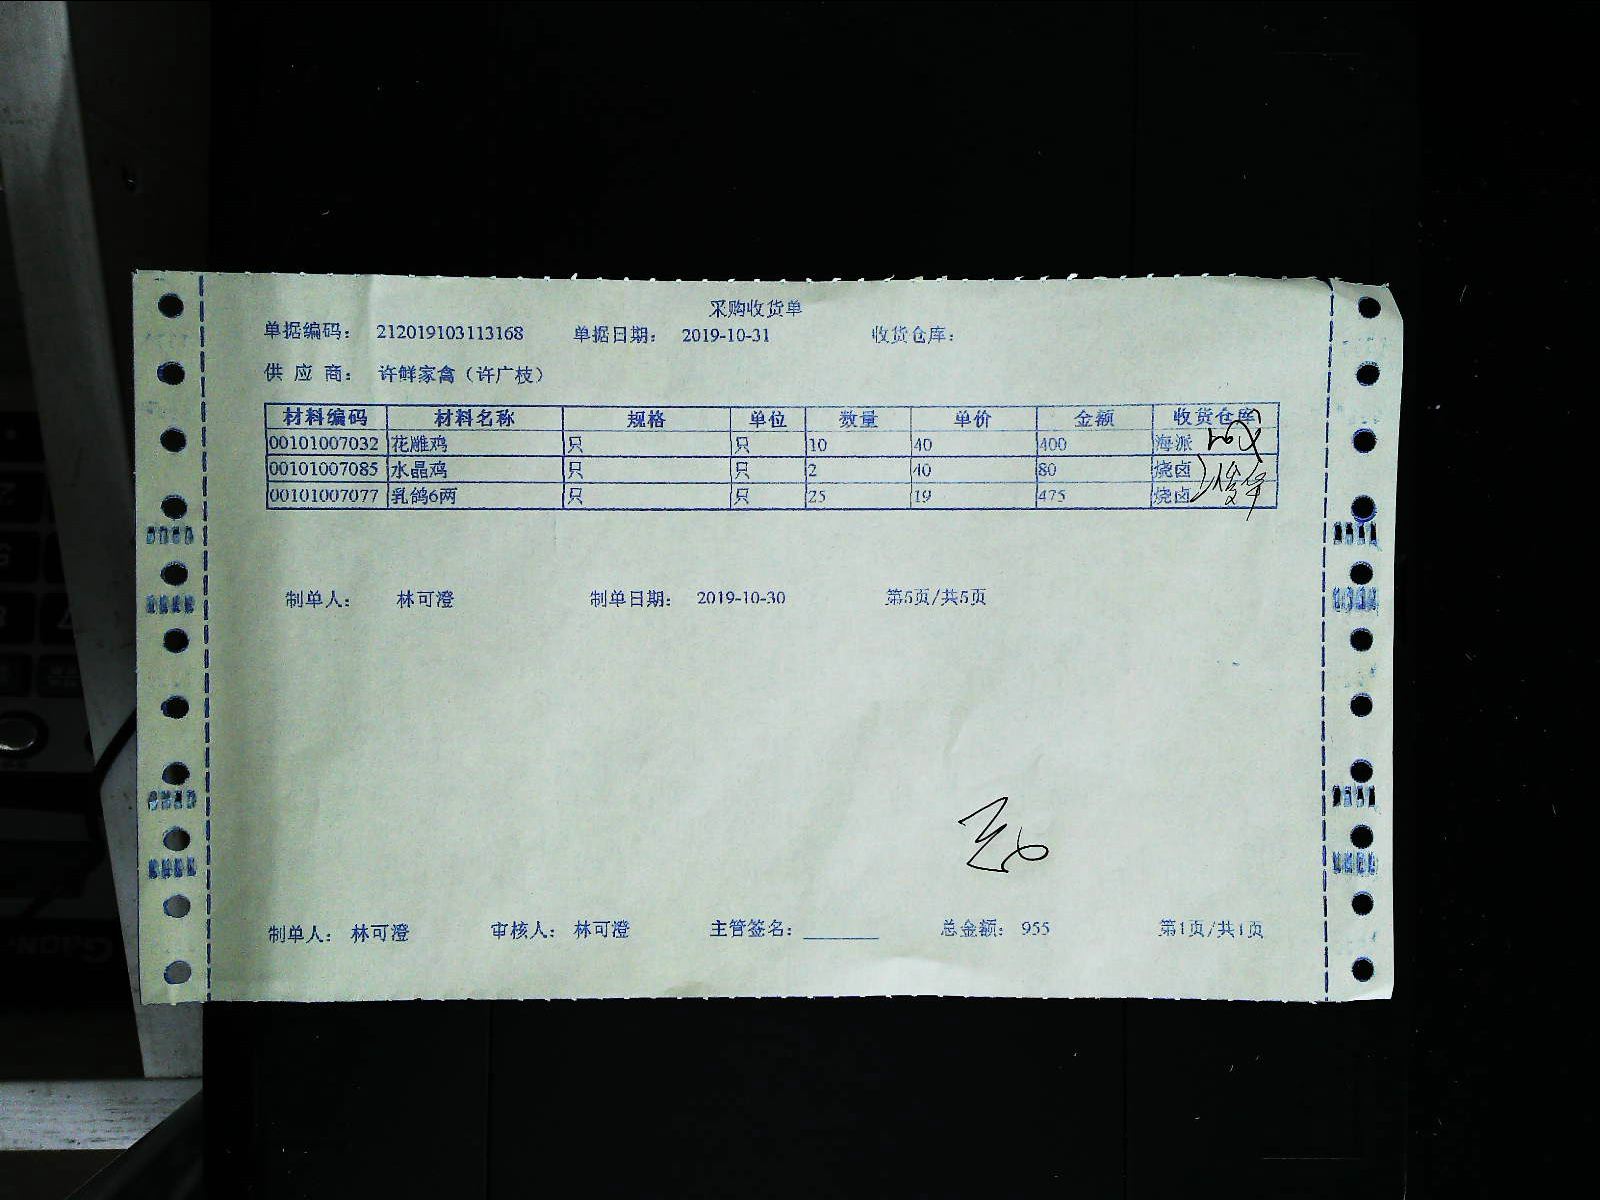 采购收货单
单据编码: 212019103113168 单据日期: 2019-10-31 收货仓库:
供 应 商: 许鲜家禽（许广枝）
材料编码 材料名称 规格 单位 数量 单价 金额 收货仓库
00101007032 花雕鸡 只 只 10 40 400 海派
00101007085 水晶鸡 只 只 2 40 80 烧卤
00101007077 乳鸽6两 只 只 25 19 475 烧卤
制单人: 林可澄 制单日期: 2019-10-30 第5页/共5页
制单人: 林可澄 审核人: 林可澄 主管签名: 总金额: 955 第1页/共1页